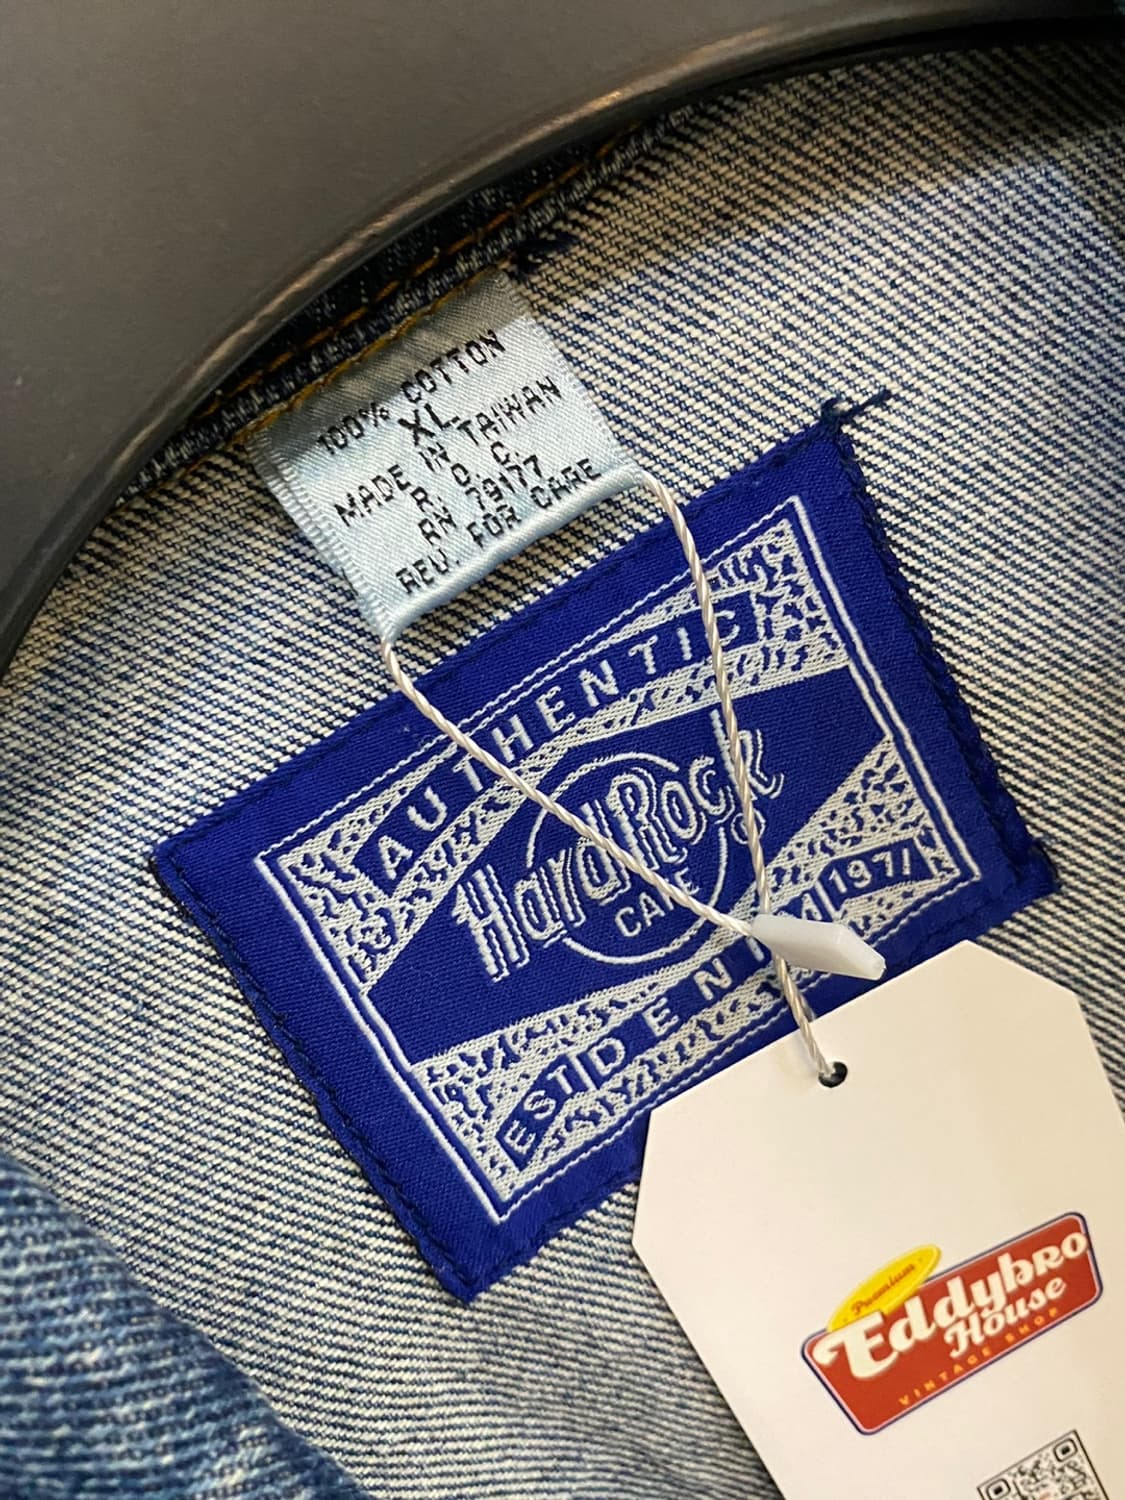 100% COTTON
XL
MADE IN TAIWAN
R. O. C.
RN 79177
REV. FOR CARE
AUTHENTIC
Hard Rock
CAFE
DENIM
EST 1971
Premium
Eddybro
House
VINTAGE SHOP